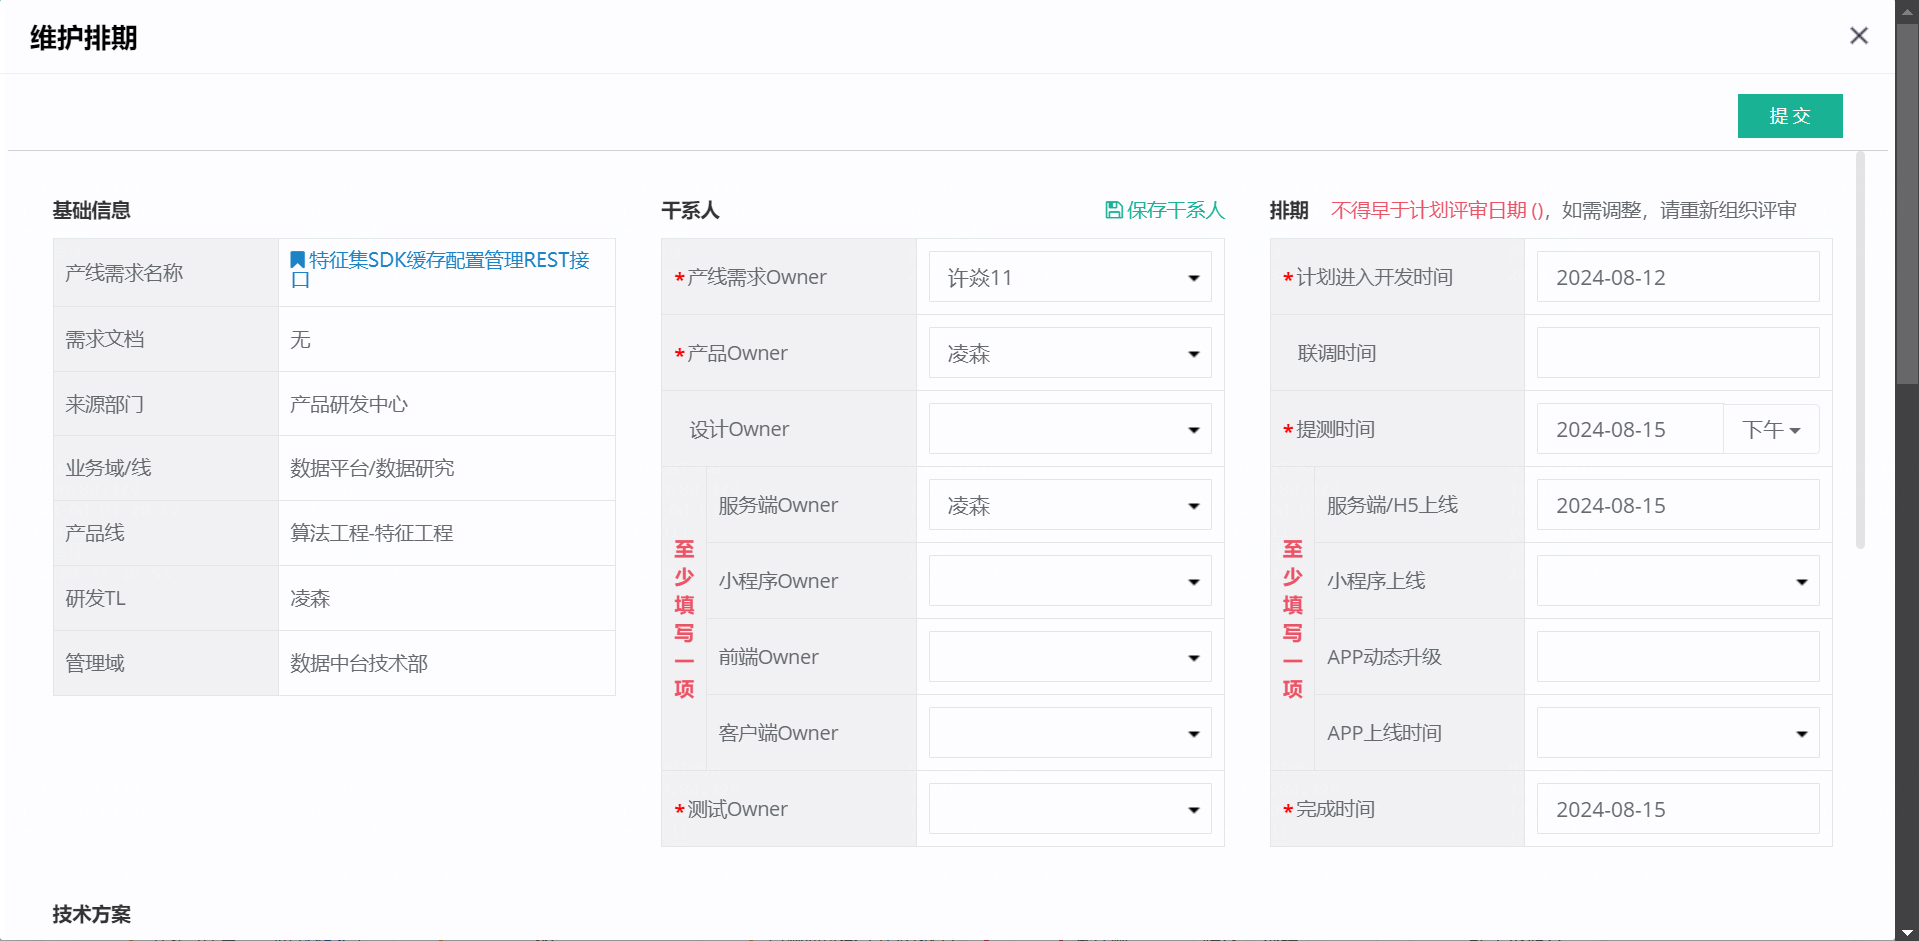 维护排期
提交
基础信息
产线需求名称
特征集SDK缓存配置管理REST接
口
需求文档
无
来源部门
产品研发中心
业务域/线
数据平台/数据研究
产品线
算法工程-特征工程
研发TL
凌森
管理域
数据中台技术部
干系人
保存干系人
*产线需求Owner
许焱11
*产品Owner
凌森
设计Owner
至少填写一项
服务端Owner
凌森
小程序Owner
前端Owner
客户端Owner
*测试Owner
排期 不得早于计划评审日期 (), 如需调整, 请重新组织评审
*计划进入开发时间
2024-08-12
联调时间
*提测时间
2024-08-15 下午
至少填写一项
服务端/H5上线
2024-08-15
小程序上线
APP动态升级
APP上线时间
*完成时间
2024-08-15
技术方案